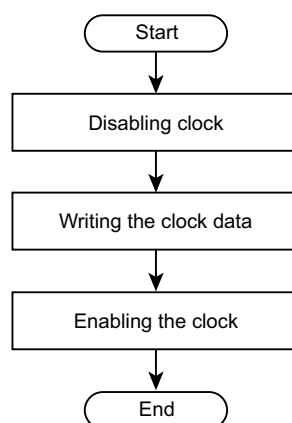 Start
Disabling clock
Writing the clock data
Enabling the clock
End